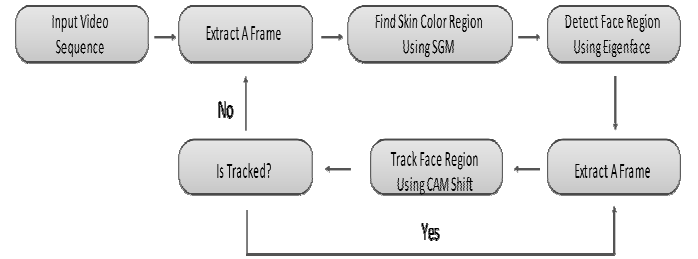 Input Video
Sequence
Extract A Frame
Find Skin Color Region
Using SGM
Detect Face Region
Using Eigenface
No
Is Tracked?
Track Face Region
Using CAM Shift
Extract A Frame
Yes